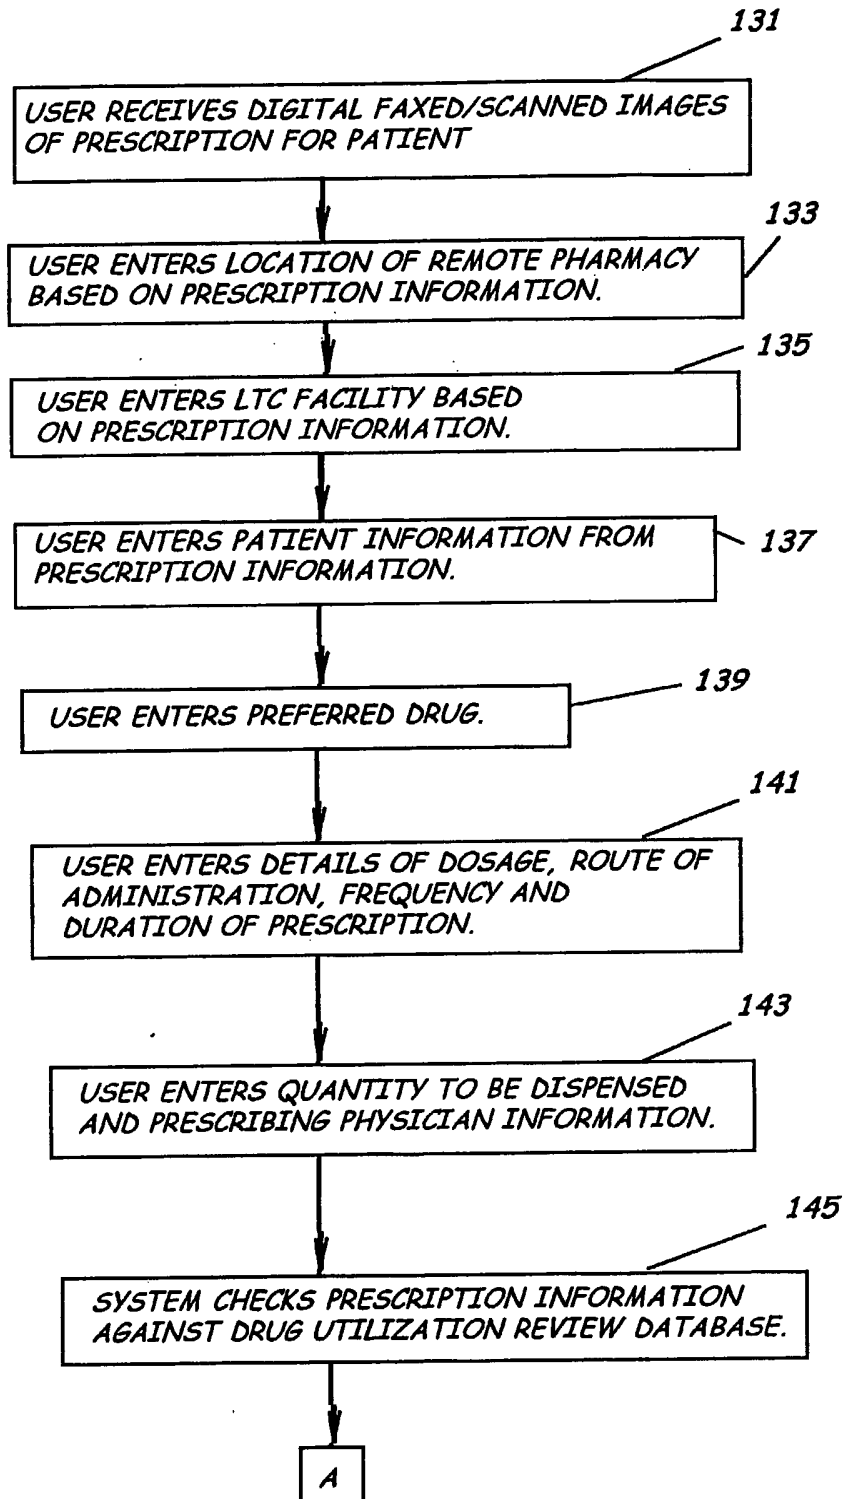 131
USER RECEIVES DIGITAL FAXED/SCANNED IMAGES
OF PRESCRIPTION FOR PATIENT
133
USER ENTERS LOCATION OF REMOTE PHARMACY
BASED ON PRESCRIPTION INFORMATION.
135
USER ENTERS LTC FACILITY BASED
ON PRESCRIPTION INFORMATION.
USER ENTERS PATIENT INFORMATION FROM
PRESCRIPTION INFORMATION.
137
139
USER ENTERS PREFERRED DRUG.
141
USER ENTERS DETAILS OF DOSAGE, ROUTE OF
ADMINISTRATION, FREQUENCY AND
DURATION OF PRESCRIPTION.
143
USER ENTERS QUANTITY TO BE DISPENSED
AND PRESCRIBING PHYSICIAN INFORMATION.
145
SYSTEM CHECKS PRESCRIPTION INFORMATION
AGAINST DRUG UTILIZATION REVIEW DATABASE.
A